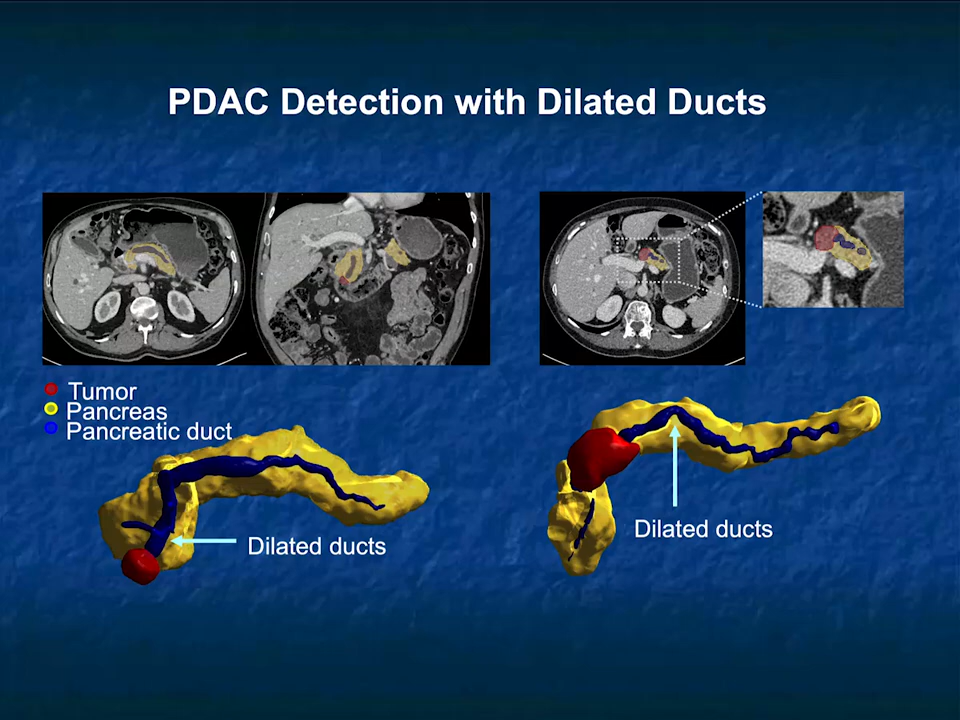 PDAC Detection with Dilated Ducts
Tumor
Pancreas
Pancreatic duct
Dilated ducts
Dilated ducts